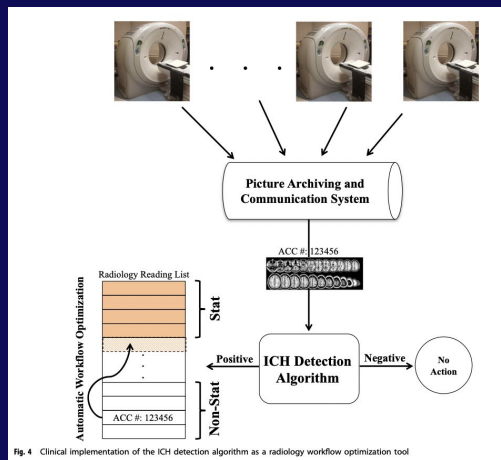 Picture Archiving and
Communication System
ACC #: 123456
Radiology Reading List
Automatic Workflow Optimization
Stat
Non-Stat
ACC #: 123456
Positive
ICH Detection
Algorithm
Negative
No
Action
Fig. 4 Clinical implementation of the ICH detection algorithm as a radiology workflow optimization tool